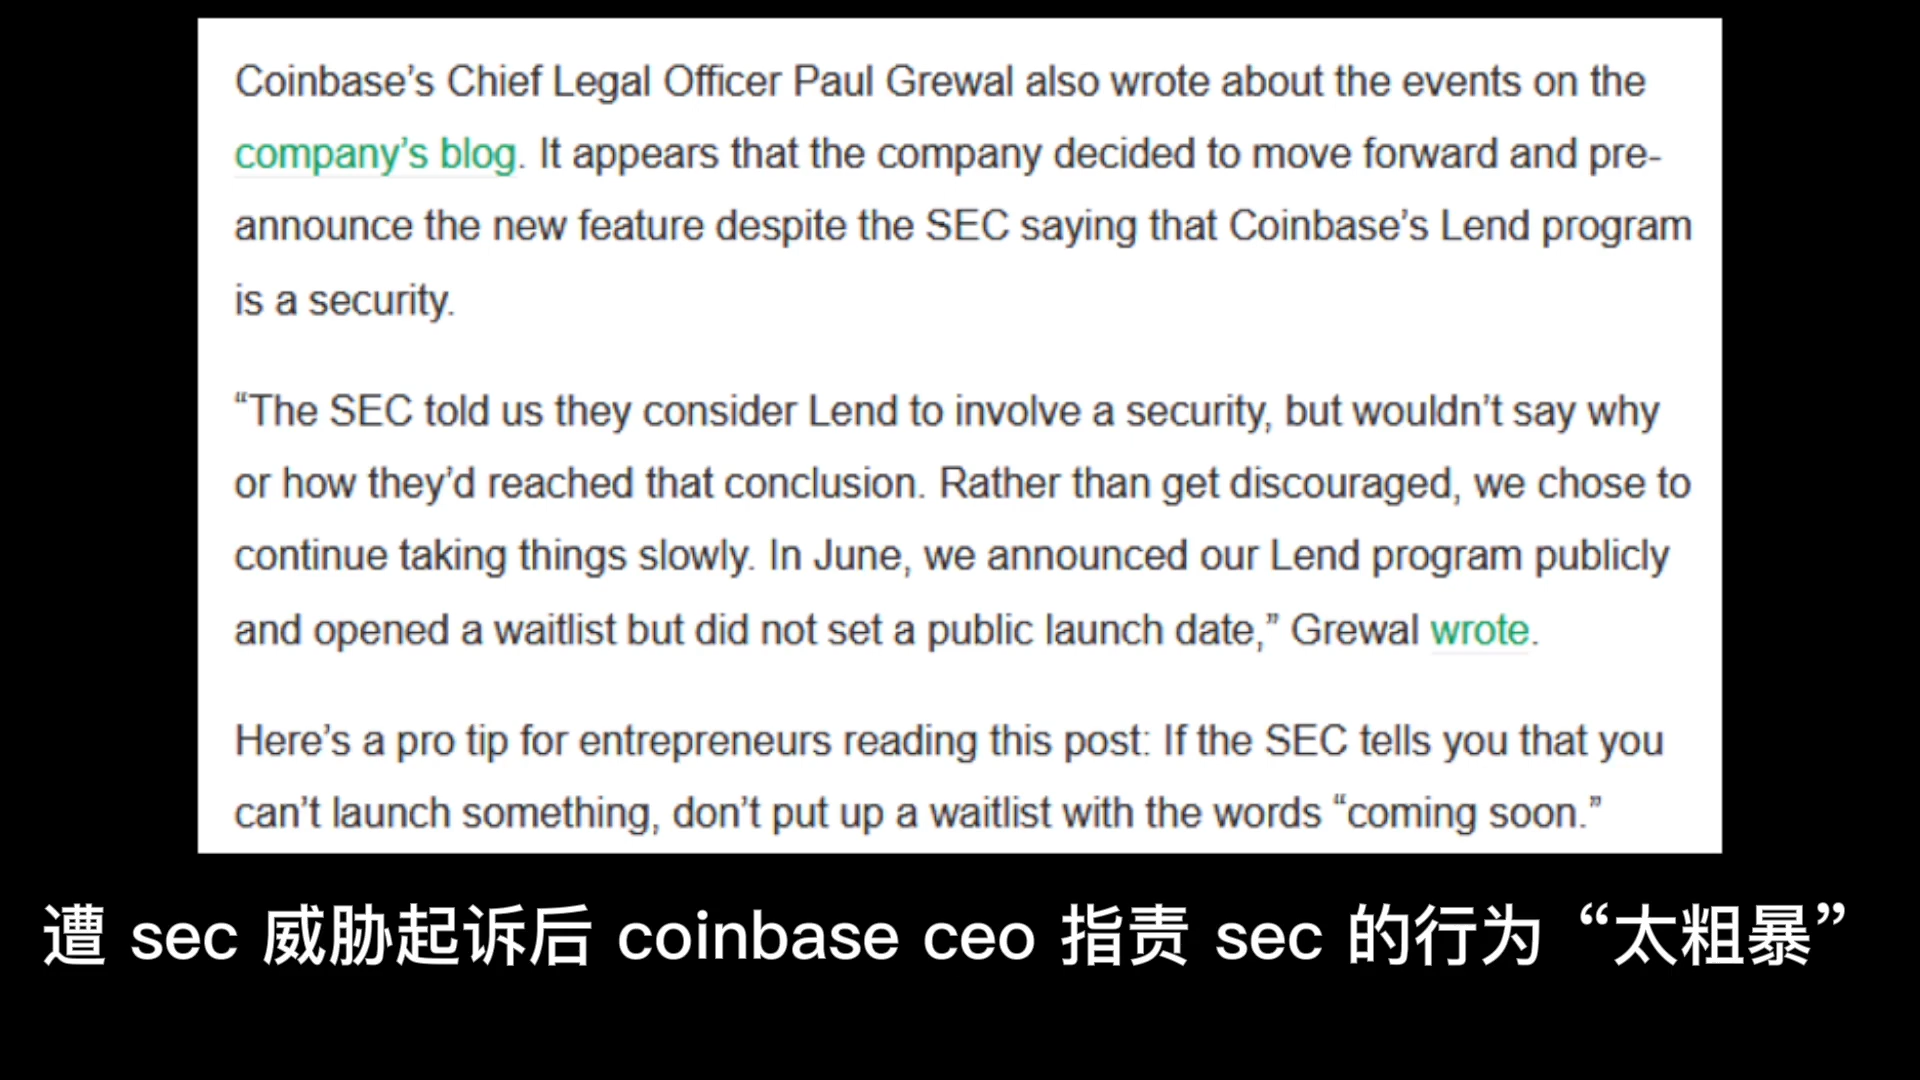 Coinbase’s Chief Legal Officer Paul Grewal also wrote about the events on the
company’s blog. It appears that the company decided to move forward and pre-
announce the new feature despite the SEC saying that Coinbase’s Lend program
is a security.
“The SEC told us they consider Lend to involve a security, but wouldn’t say why
or how they’d reached that conclusion. Rather than get discouraged, we chose to
continue taking things slowly. In June, we announced our Lend program publicly
and opened a waitlist but did not set a public launch date,” Grewal wrote.
Here’s a pro tip for entrepreneurs reading this post: If the SEC tells you that you
can’t launch something, don’t put up a waitlist with the words “coming soon.”
遭 sec 威胁起诉后 coinbase ceo 指责 sec 的行为 “太粗暴”